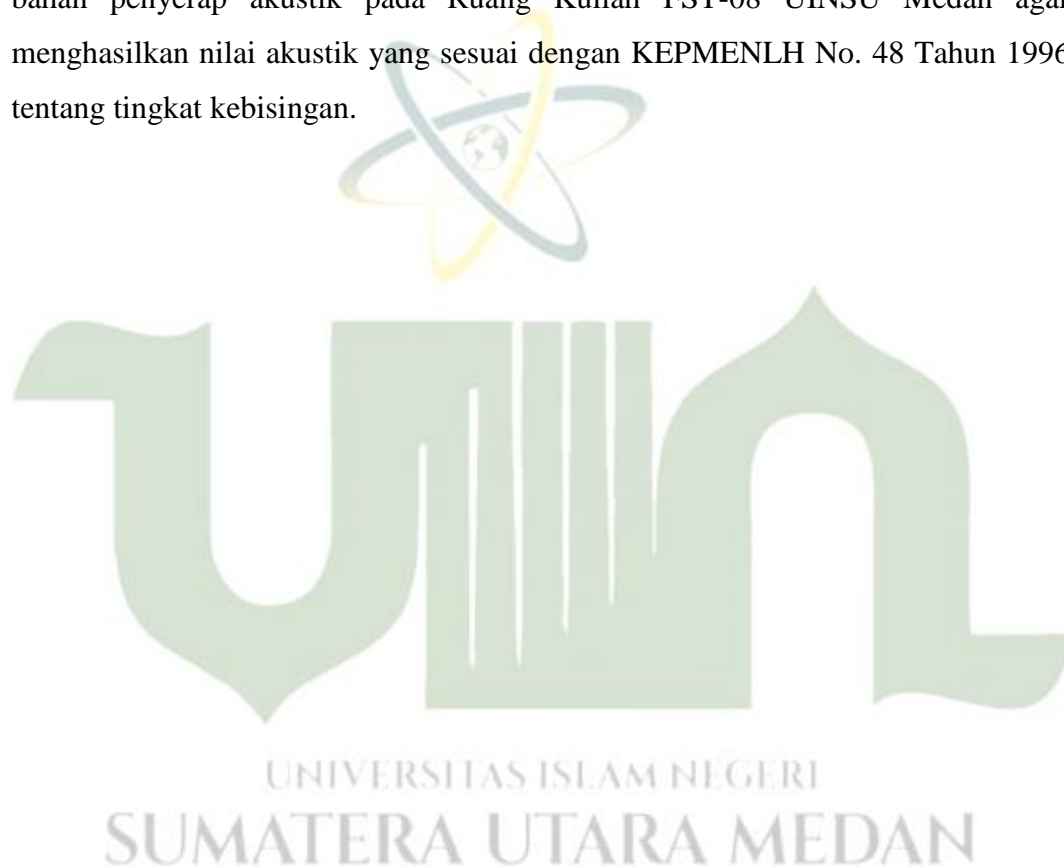 bahan penyerap akustik pada Ruang Kuliah FST-08 UINSU Medan agar
menghasilkan nilai akustik yang sesuai dengan KEPMENLH No. 48 Tahun 1996
tentang tingkat kebisingan.
UNIVERSITAS ISLAM NEGERI
SUMATERA UTARA MEDAN